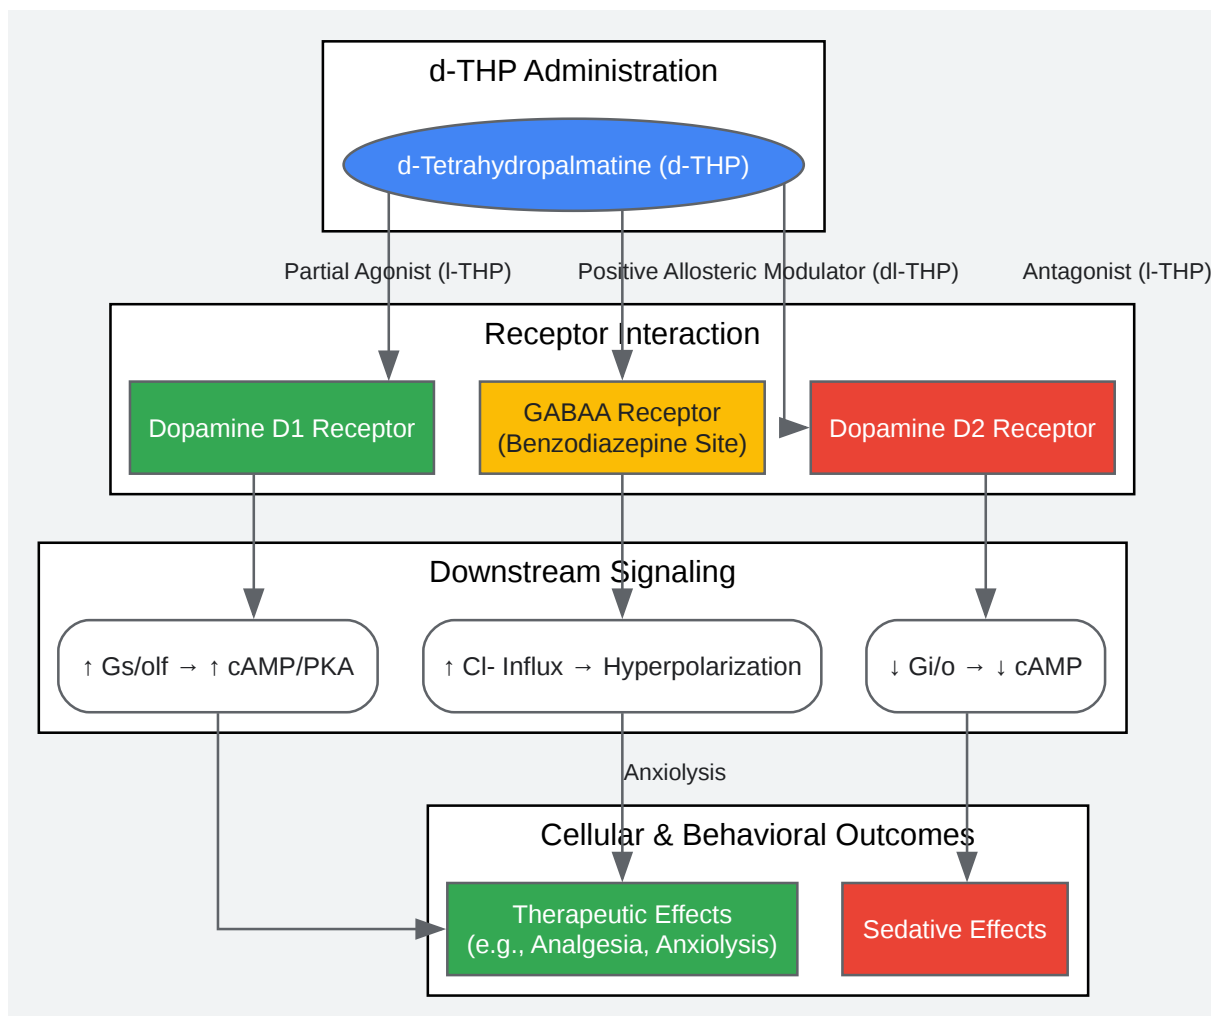 d-THP Administration
d-Tetrahydropalmatine (d-THP)
Partial Agonist (l-THP)
Positive Allosteric Modulator (dl-THP)
Antagonist (l-THP)
Receptor Interaction
Dopamine D1 Receptor
GABAA Receptor
(Benzodiazepine Site)
Dopamine D2 Receptor
Downstream Signaling
↑ Gs/olf → ↑ cAMP/PKA
↑ Cl- Influx → Hyperpolarization
↓ Gi/o → ↓ cAMP
Anxiolysis
Cellular & Behavioral Outcomes
Therapeutic Effects
(e.g., Analgesia, Anxiolysis)
Sedative Effects